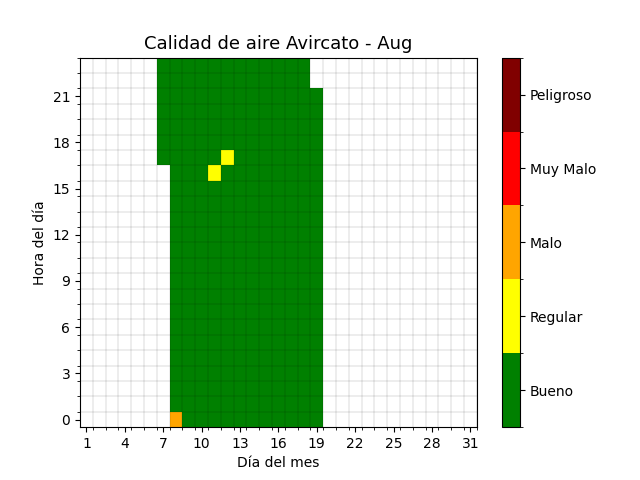 Calidad de aire Avircato - Aug
Hora del día
21
18
15
12
9
6
3
0
1 4 7 10 13 16 19 22 25 28 31
Día del mes
Peligroso
Muy Malo
Malo
Regular
Bueno